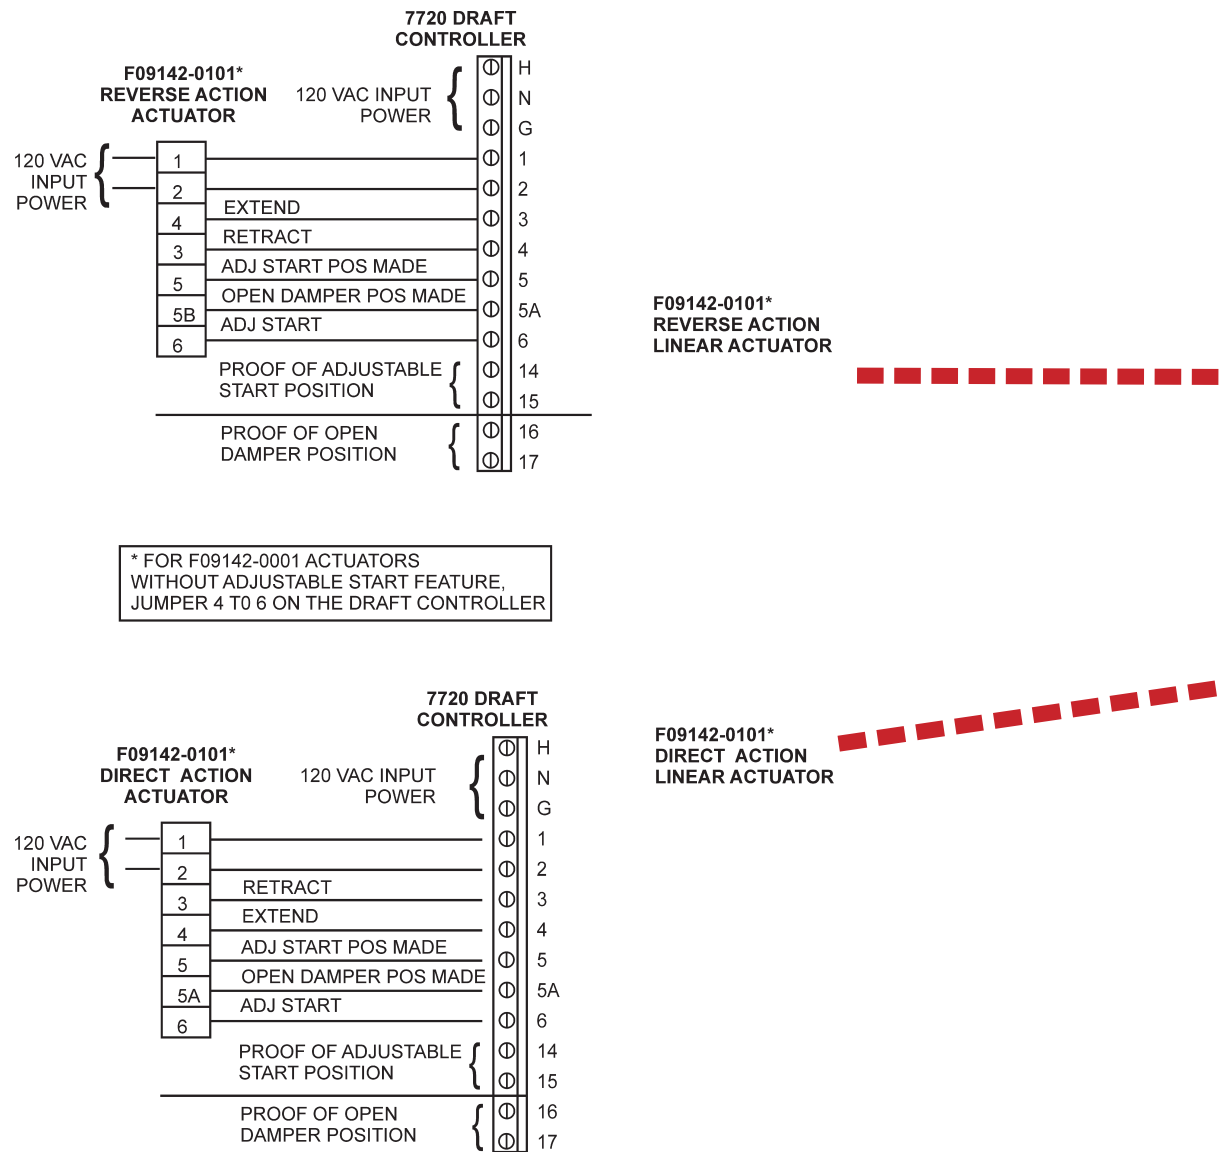 7720 DRAFT
CONTROLLER
F09142-0101*
REVERSE ACTION
ACTUATOR
120 VAC INPUT
POWER
H
N
G
120 VAC
INPUT
POWER
1
1
2
2
EXTEND
4
3
RETRACT
3
4
ADJ START POS MADE
5
5
OPEN DAMPER POS MADE
5B
5A
ADJ START
6
6
PROOF OF ADJUSTABLE
START POSITION
14
15
PROOF OF OPEN
DAMPER POSITION
16
17
F09142-0101*
REVERSE ACTION
LINEAR ACTUATOR
* FOR F09142-0001 ACTUATORS
WITHOUT ADJUSTABLE START FEATURE,
JUMPER 4 T0 6 ON THE DRAFT CONTROLLER
7720 DRAFT
CONTROLLER
F09142-0101*
DIRECT ACTION
ACTUATOR
120 VAC INPUT
POWER
H
N
G
120 VAC
INPUT
POWER
1
1
2
2
RETRACT
3
3
EXTEND
4
4
ADJ START POS MADE
5
5
OPEN DAMPER POS MADE
5A
5A
ADJ START
6
6
PROOF OF ADJUSTABLE
START POSITION
14
15
PROOF OF OPEN
DAMPER POSITION
16
17
F09142-0101*
DIRECT ACTION
LINEAR ACTUATOR